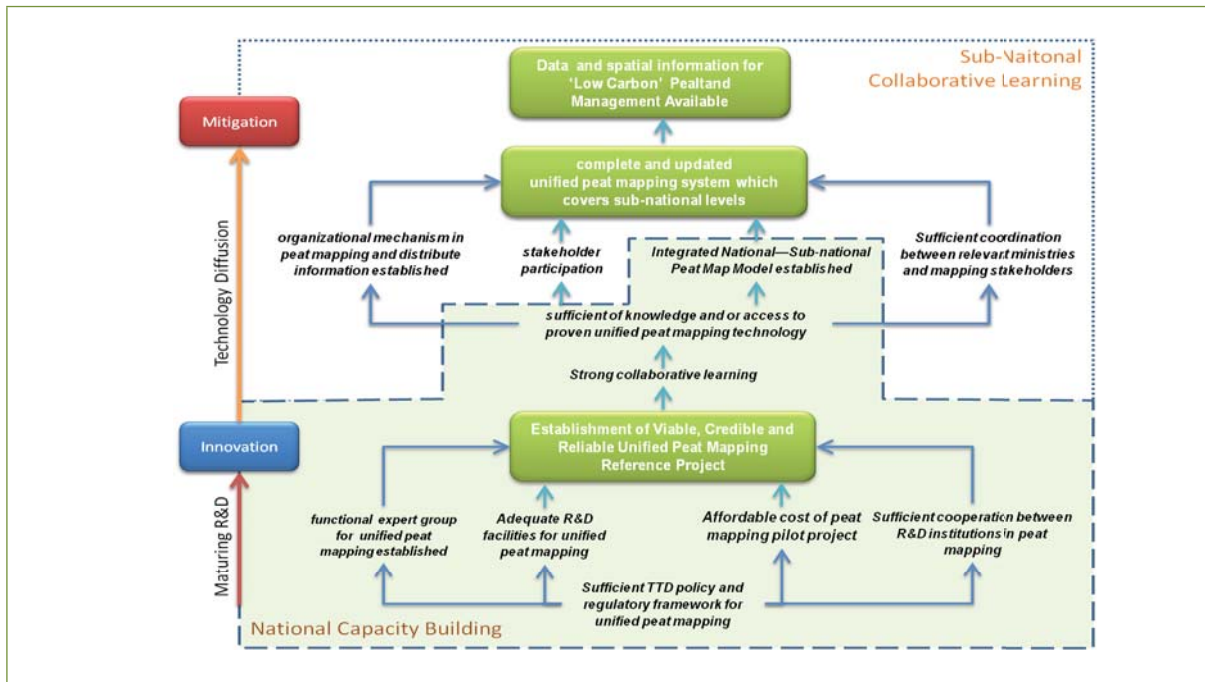 Sub-Naitonal
Collaborative Learning
Data and spatial information for
'Low Carbon' Pealtand
Management Available
Mitigation
complete and updated
unified peat mapping system which
covers sub-national levels
organizational mechanism in
peat mapping and distribute
information established
stakeholder
participation
Integrated National—Sub-national
Peat Map Model established
Sufficient coordination
between relevant ministries
and mapping stakeholders
Technology Diffusion
sufficient of knowledge and or access to
proven unified peat mapping technology
Strong collaborative learning
Innovation
Establishment of Viable, Credible and
Reliable Unified Peat Mapping
Reference Project
Maturing R&D
functional expert group
for unified peat
mapping established
Adequate R&D
facilities for unified
peat mapping
Affordable cost of peat
mapping pilot project
Sufficient cooperation between
R&D institutions in peat
mapping
Sufficient TTD policy and
regulatory framework for
unified peat mapping
National Capacity Building